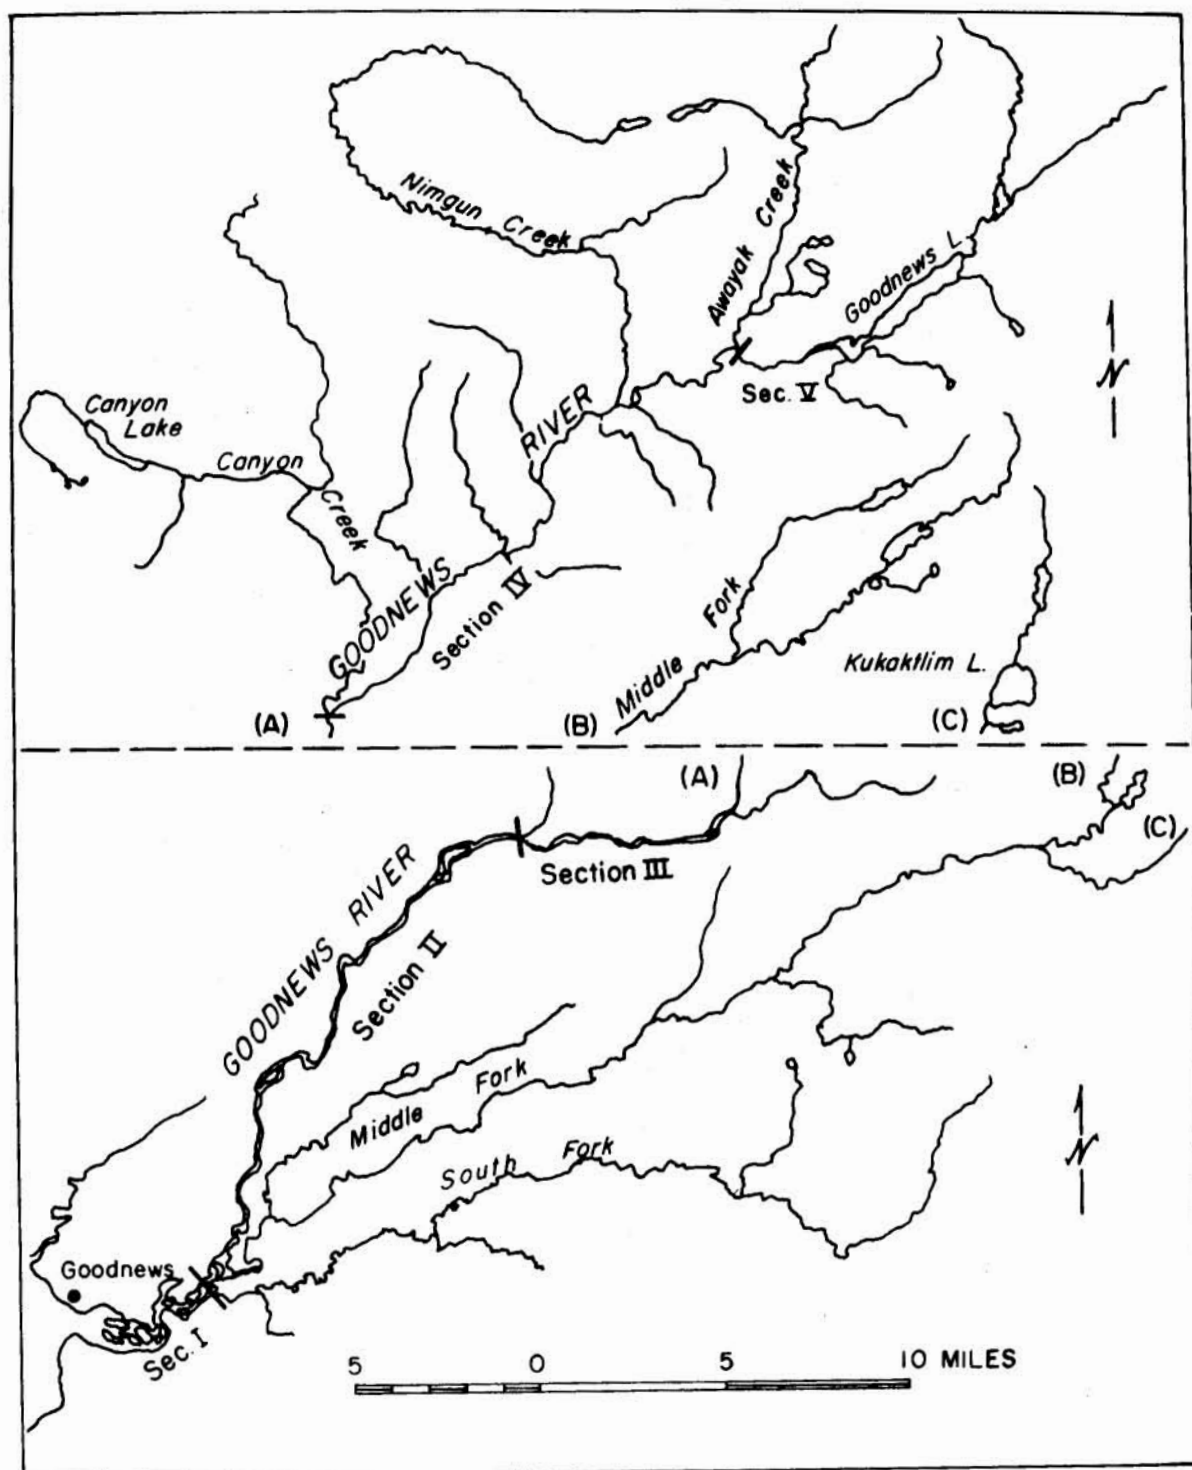 Nimgun Creek
Awayak Creek
Goodnews L.
Sec. V
N
Canyon
Lake
Canyon
Creek
GOODNEWS RIVER
Section IV
Middle Fork
Kukaktlim L.
(A)
(B)
(C)
(A)
(B)
(C)
Section III
GOODNEWS RIVER
Section II
Middle Fork
South Fork
N
Goodnews
Sec. I
5 0 5 10 MILES